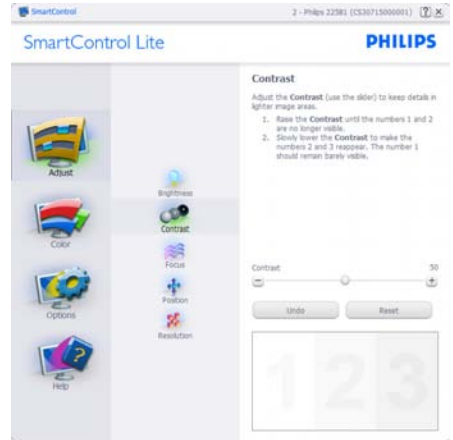 SmartControl
2 - Philips 225B1 (CS30715000001)
SmartControl Lite
PHILIPS
Adjust
Color
Options
Help
Brightness
Contrast
Focus
Position
Resolution
Contrast
Adjust the Contrast (use the slider) to keep details in
lighter image areas.
1. Raise the Contrast until the numbers 1 and 2
are no longer visible.
2. Slowly lower the Contrast to make the
numbers 2 and 3 reappear. The number 1
should remain barely visible.
Contrast 50
Undo Reset
1 2 3